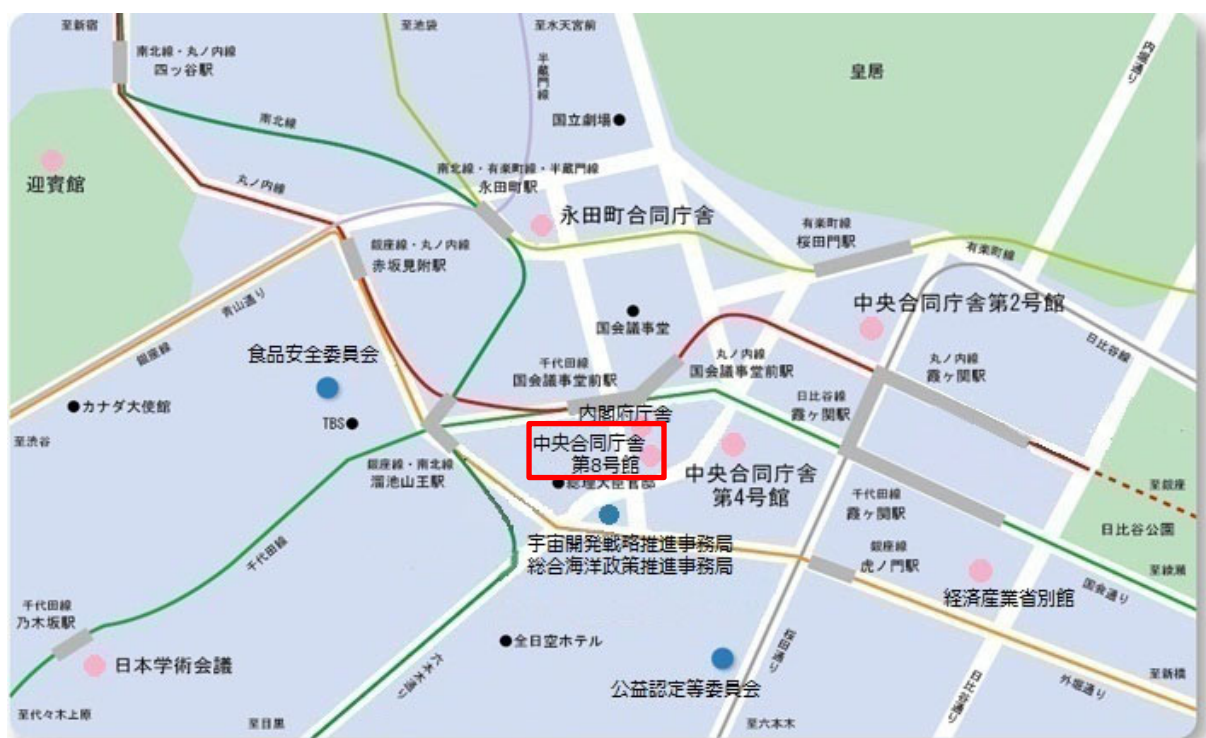 至新宿
至池袋
至水天宮前
南北線・丸ノ内線
四ッ谷駅
半蔵門線
内堀通り
皇居
南北線
国立劇場
迎賓館
丸ノ内線
南北線・有楽町線・半蔵門線
永田町駅
永田町合同庁舎
有楽町線
桜田門駅
有楽町線
銀座線・丸ノ内線
赤坂見附駅
青山通り
銀座線
国会議事堂
中央合同庁舎第2号館
日比谷線
食品安全委員会
千代田線
国会議事堂前駅
丸ノ内線
国会議事堂前駅
丸ノ内線
霞ヶ関駅
カナダ大使館
TBS
内閣府庁舎
日比谷線
霞ヶ関駅
至渋谷
中央合同庁舎
第8号館
銀座線・南北線
溜池山王駅
総理大臣官邸
中央合同庁舎
第4号館
千代田線
霞ヶ関駅
至銀座
日比谷公園
千代田線
宇宙開発戦略推進事務局
総合海洋政策推進事務局
銀座線
虎ノ門駅
至綾瀬
国会通り
経済産業省別館
千代田線
乃木坂駅
日本学術会議
全日空ホテル
桜田通り
六本木通り
公益認定等委員会
外堀通り
日比谷通り
至新橋
至代々木上原
至目黒
至六本木